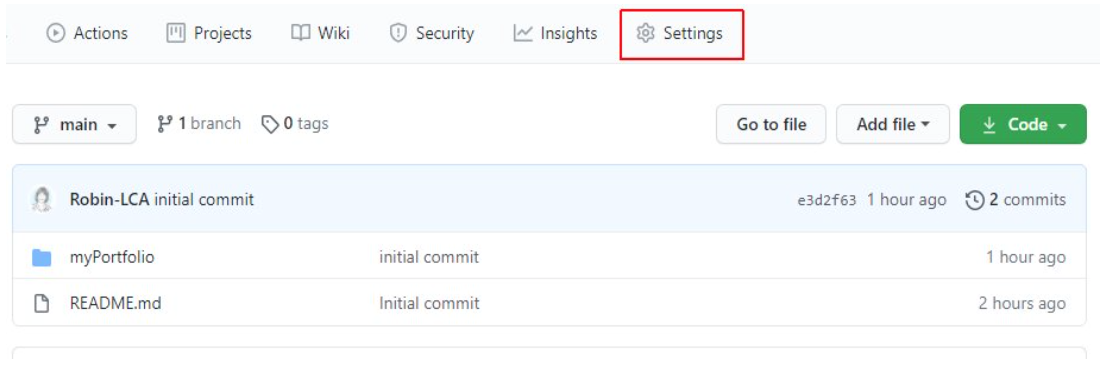 Actions Projects Wiki Security Insights Settings
main 1 branch 0 tags Go to file Add file Code
Robin-LCA initial commit e3d2f63 1 hour ago 2 commits
myPortfolio initial commit 1 hour ago
README.md Initial commit 2 hours ago